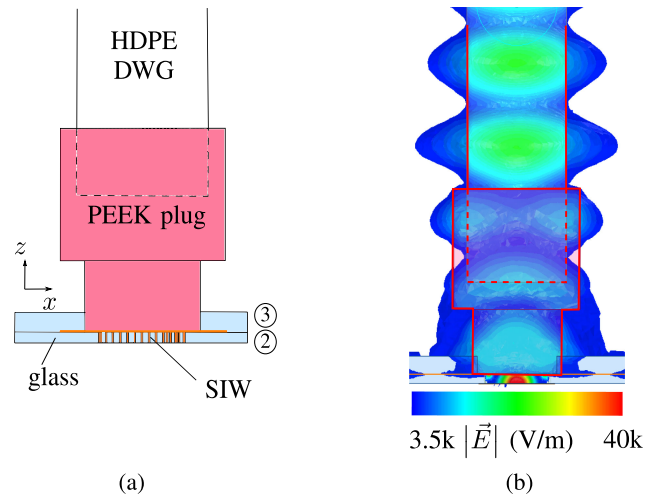 HDPE
DWG
PEEK plug
z
x
③
②
glass
SIW
3.5k |E⃗| (V/m) 40k
(a)
(b)